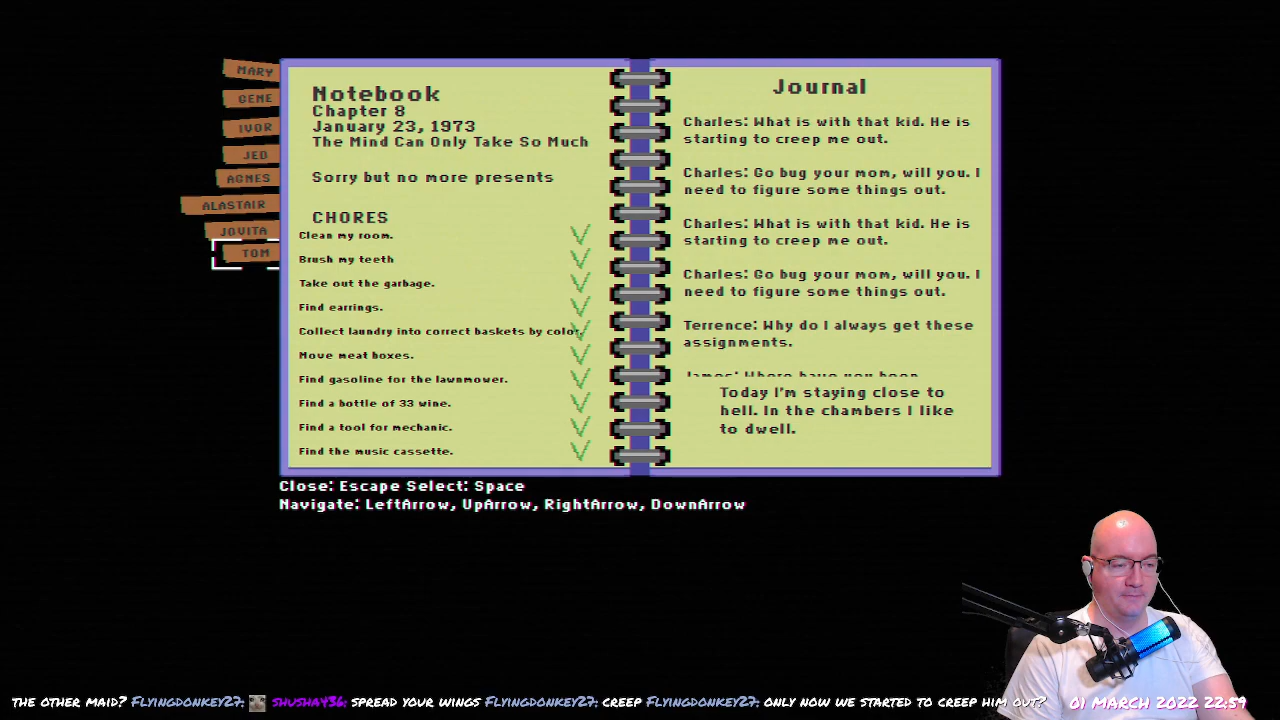 MARY
GENE
IVOR
JED
AGNES
ALASTAIR
JOVITA
TOM
Notebook
Chapter 8
January 23, 1973
The Mind Can Only Take So Much
Sorry but no more presents
CHORES
Clean my room.
Brush my teeth
Take out the garbage.
Find earrings.
Collect laundry into correct baskets by color.
Move meat boxes.
Find gasoline for the lawnmower.
Find a bottle of 33 wine.
Find a tool for mechanic.
Find the music cassette.
Journal
Charles: What is with that kid. He is
starting to creep me out.
Charles: Go bug your mom, will you. I
need to figure some things out.
Charles: What is with that kid. He is
starting to creep me out.
Charles: Go bug your mom, will you. I
need to figure some things out.
Terrence: Why do I always get these
assignments.
James: Where have you been
Today I'm staying close to
hell. In the chambers I like
to dwell.
Close: Escape Select: Space
Navigate: LeftArrow, UpArrow, RightArrow, DownArrow
THE OTHER MAID? FLYINGDONKEY27: SHUSHA436: SPREAD YOUR WINGS FLYINGDONKEY27: CREEP FLYINGDONKEY27: ONLY NOW WE STARTED TO CREEP HIM OUT? 01 MARCH 2022 22:59